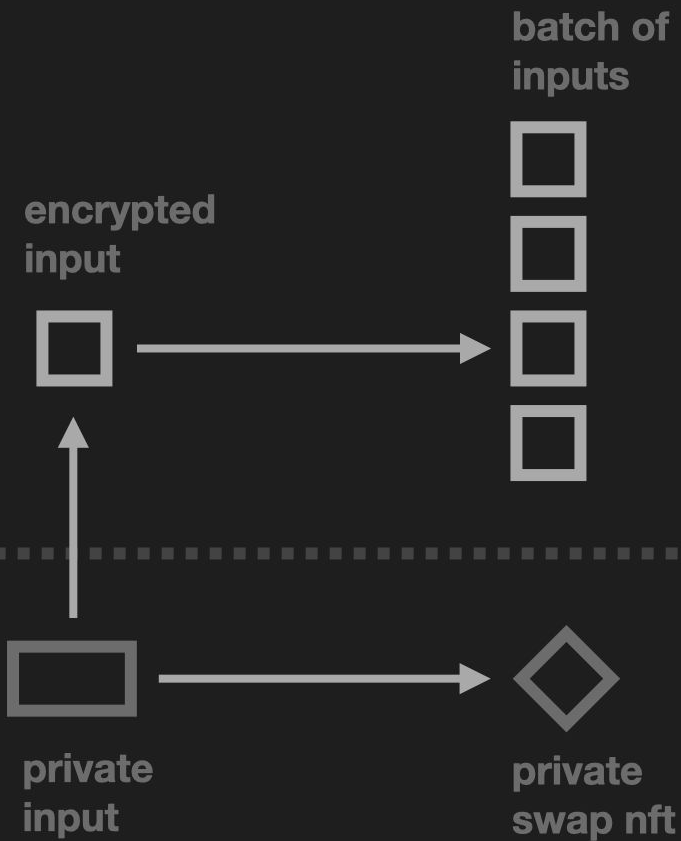 batch of
inputs
encrypted
input
private
input
private
swap nft